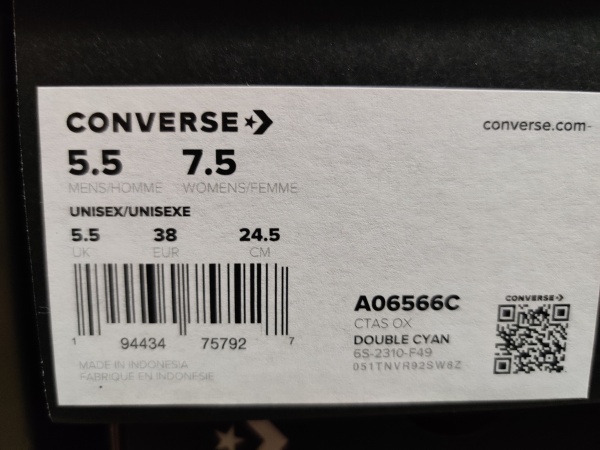 CONVERSE
converse.com-
5.5 7.5
MENS/HOMME WOMENS/FEMME
UNISEX/UNISEXE
5.5 38 24.5
UK EUR CM
1 94434 75792 7
MADE IN INDONESIA
FABRIQUE EN INDONESIE
CONVERSE
A06566C
CTAS OX
DOUBLE CYAN
6S-2310-F49
051TNVR92SW8Z